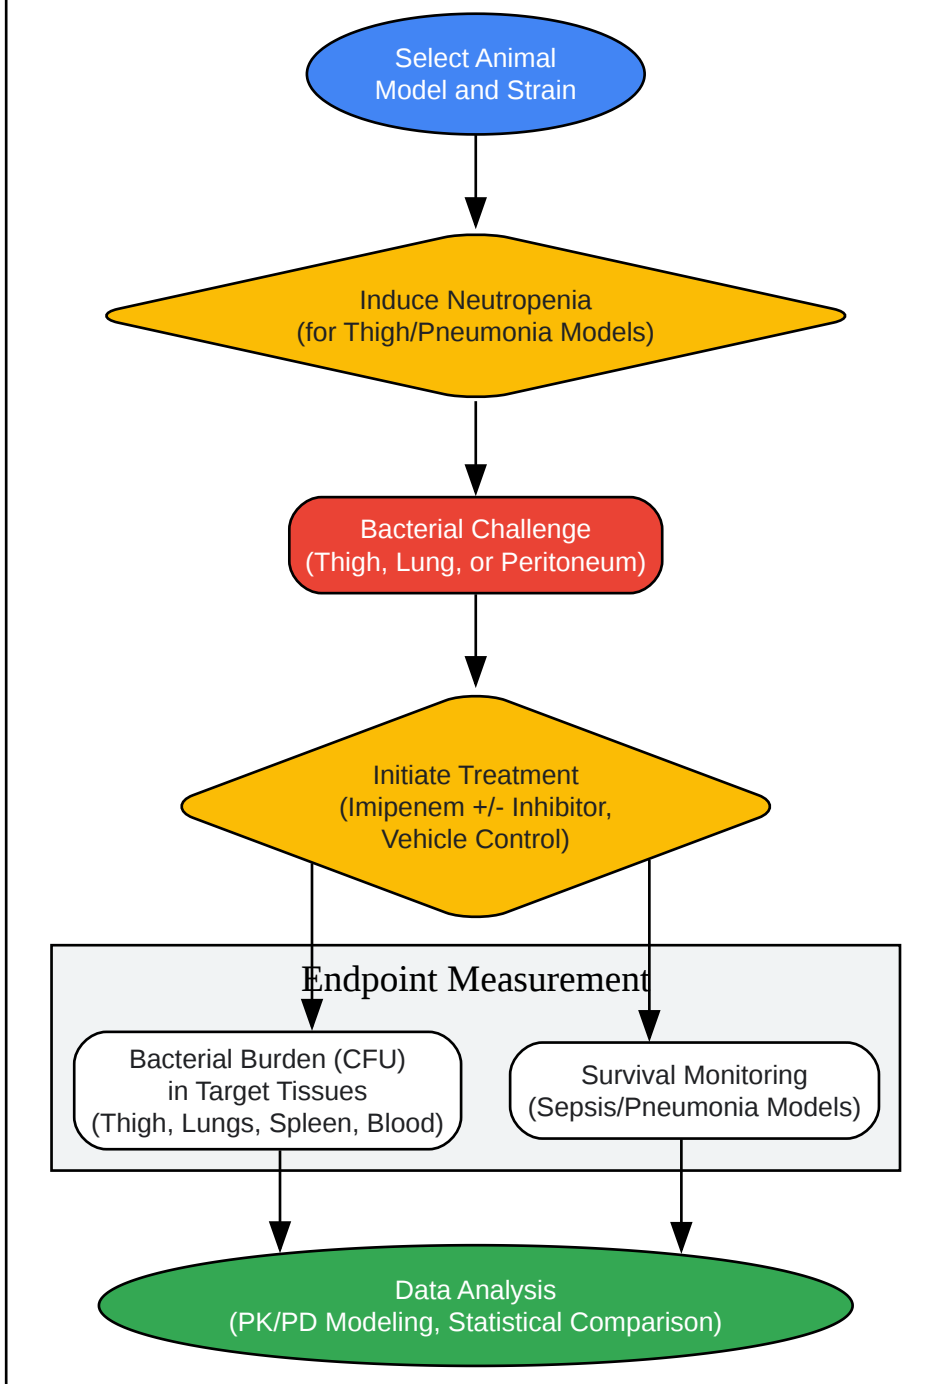 Select Animal
Model and Strain
Induce Neutropenia
(for Thigh/Pneumonia Models)
Bacterial Challenge
(Thigh, Lung, or Peritoneum)
Initiate Treatment
(Imipenem +/- Inhibitor,
Vehicle Control)
Endpoint Measurement
Bacterial Burden (CFU)
in Target Tissues
(Thigh, Lungs, Spleen, Blood)
Survival Monitoring
(Sepsis/Pneumonia Models)
Data Analysis
(PK/PD Modeling, Statistical Comparison)